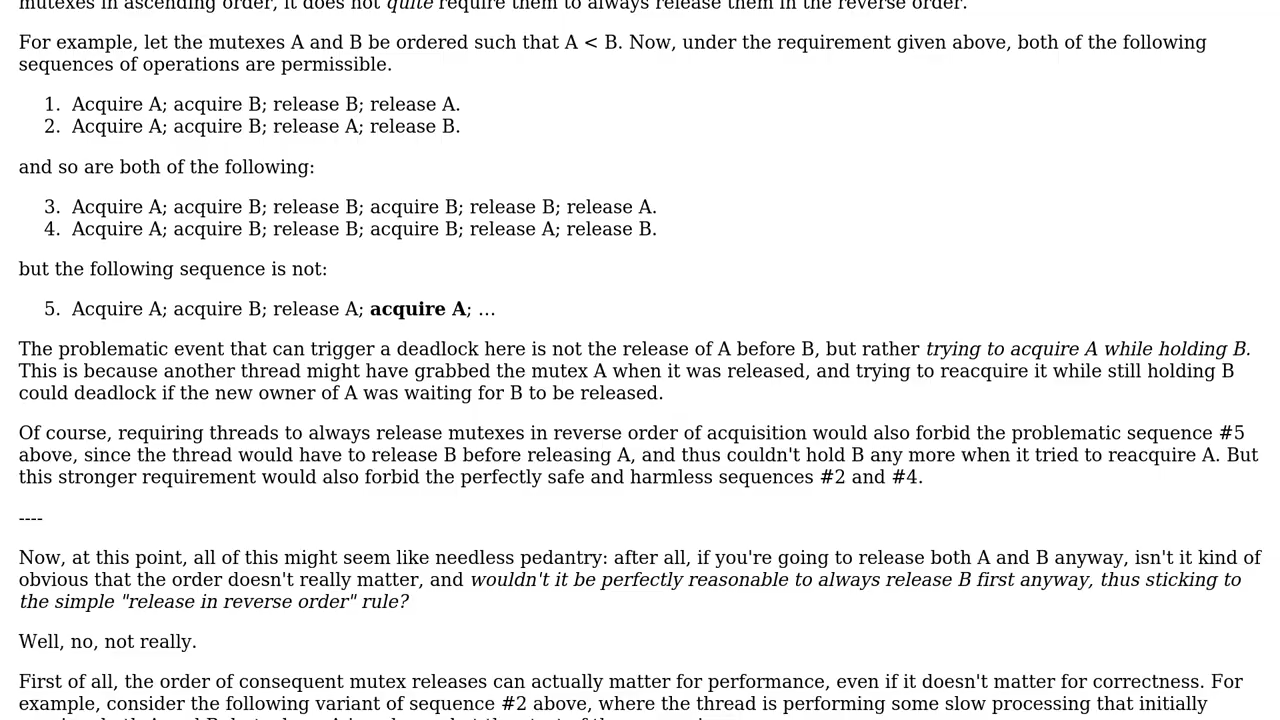 mutexes in ascending order, it does not quite require them to always release them in the reverse order.
For example, let the mutexes A and B be ordered such that A < B. Now, under the requirement given above, both of the following
sequences of operations are permissible.
1. Acquire A; acquire B; release B; release A.
2. Acquire A; acquire B; release A; release B.
and so are both of the following:
3. Acquire A; acquire B; release B; acquire B; release B; release A.
4. Acquire A; acquire B; release B; acquire B; release A; release B.
but the following sequence is not:
5. Acquire A; acquire B; release A; acquire A; …
The problematic event that can trigger a deadlock here is not the release of A before B, but rather trying to acquire A while holding B.
This is because another thread might have grabbed the mutex A when it was released, and trying to reacquire it while still holding B
could deadlock if the new owner of A was waiting for B to be released.
Of course, requiring threads to always release mutexes in reverse order of acquisition would also forbid the problematic sequence #5
above, since the thread would have to release B before releasing A, and thus couldn't hold B any more when it tried to reacquire A. But
this stronger requirement would also forbid the perfectly safe and harmless sequences #2 and #4.
----
Now, at this point, all of this might seem like needless pedantry: after all, if you're going to release both A and B anyway, isn't it kind of
obvious that the order doesn't really matter, and wouldn't it be perfectly reasonable to always release B first anyway, thus sticking to
the simple "release in reverse order" rule?
Well, no, not really.
First of all, the order of consequent mutex releases can actually matter for performance, even if it doesn't matter for correctness. For
example, consider the following variant of sequence #2 above, where the thread is performing some slow processing that initially